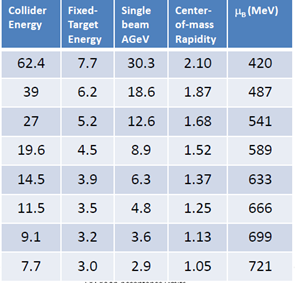 Collider Energy Fixed-Target Energy Single beam AGeV Center-of-mass Rapidity μB (MeV)
62.4 7.7 30.3 2.10 420
39 6.2 18.6 1.87 487
27 5.2 12.6 1.68 541
19.6 4.5 8.9 1.52 589
14.5 3.9 6.3 1.37 633
11.5 3.5 4.8 1.25 666
9.1 3.2 3.6 1.13 699
7.7 3.0 2.9 1.05 721